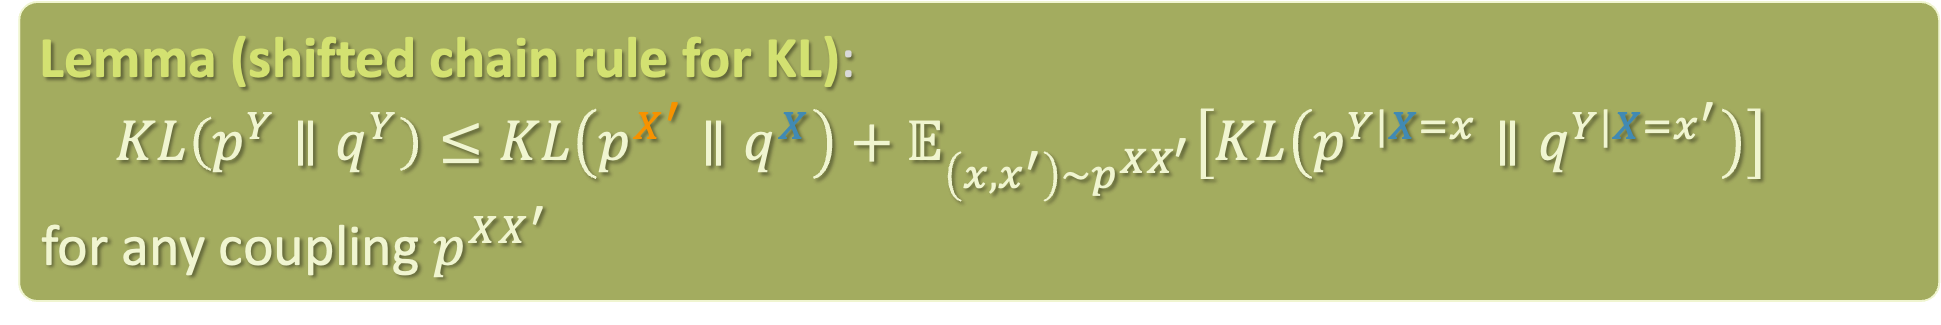 Lemma (shifted chain rule for KL):
KL(p^Y ∥ q^Y) ≤ KL(p^{X′} ∥ q^X) + 𝔼_{(x,x′)~p^{XX′}}[KL(p^{Y|X=x} ∥ q^{Y|X=x′})]
for any coupling p^{XX′}